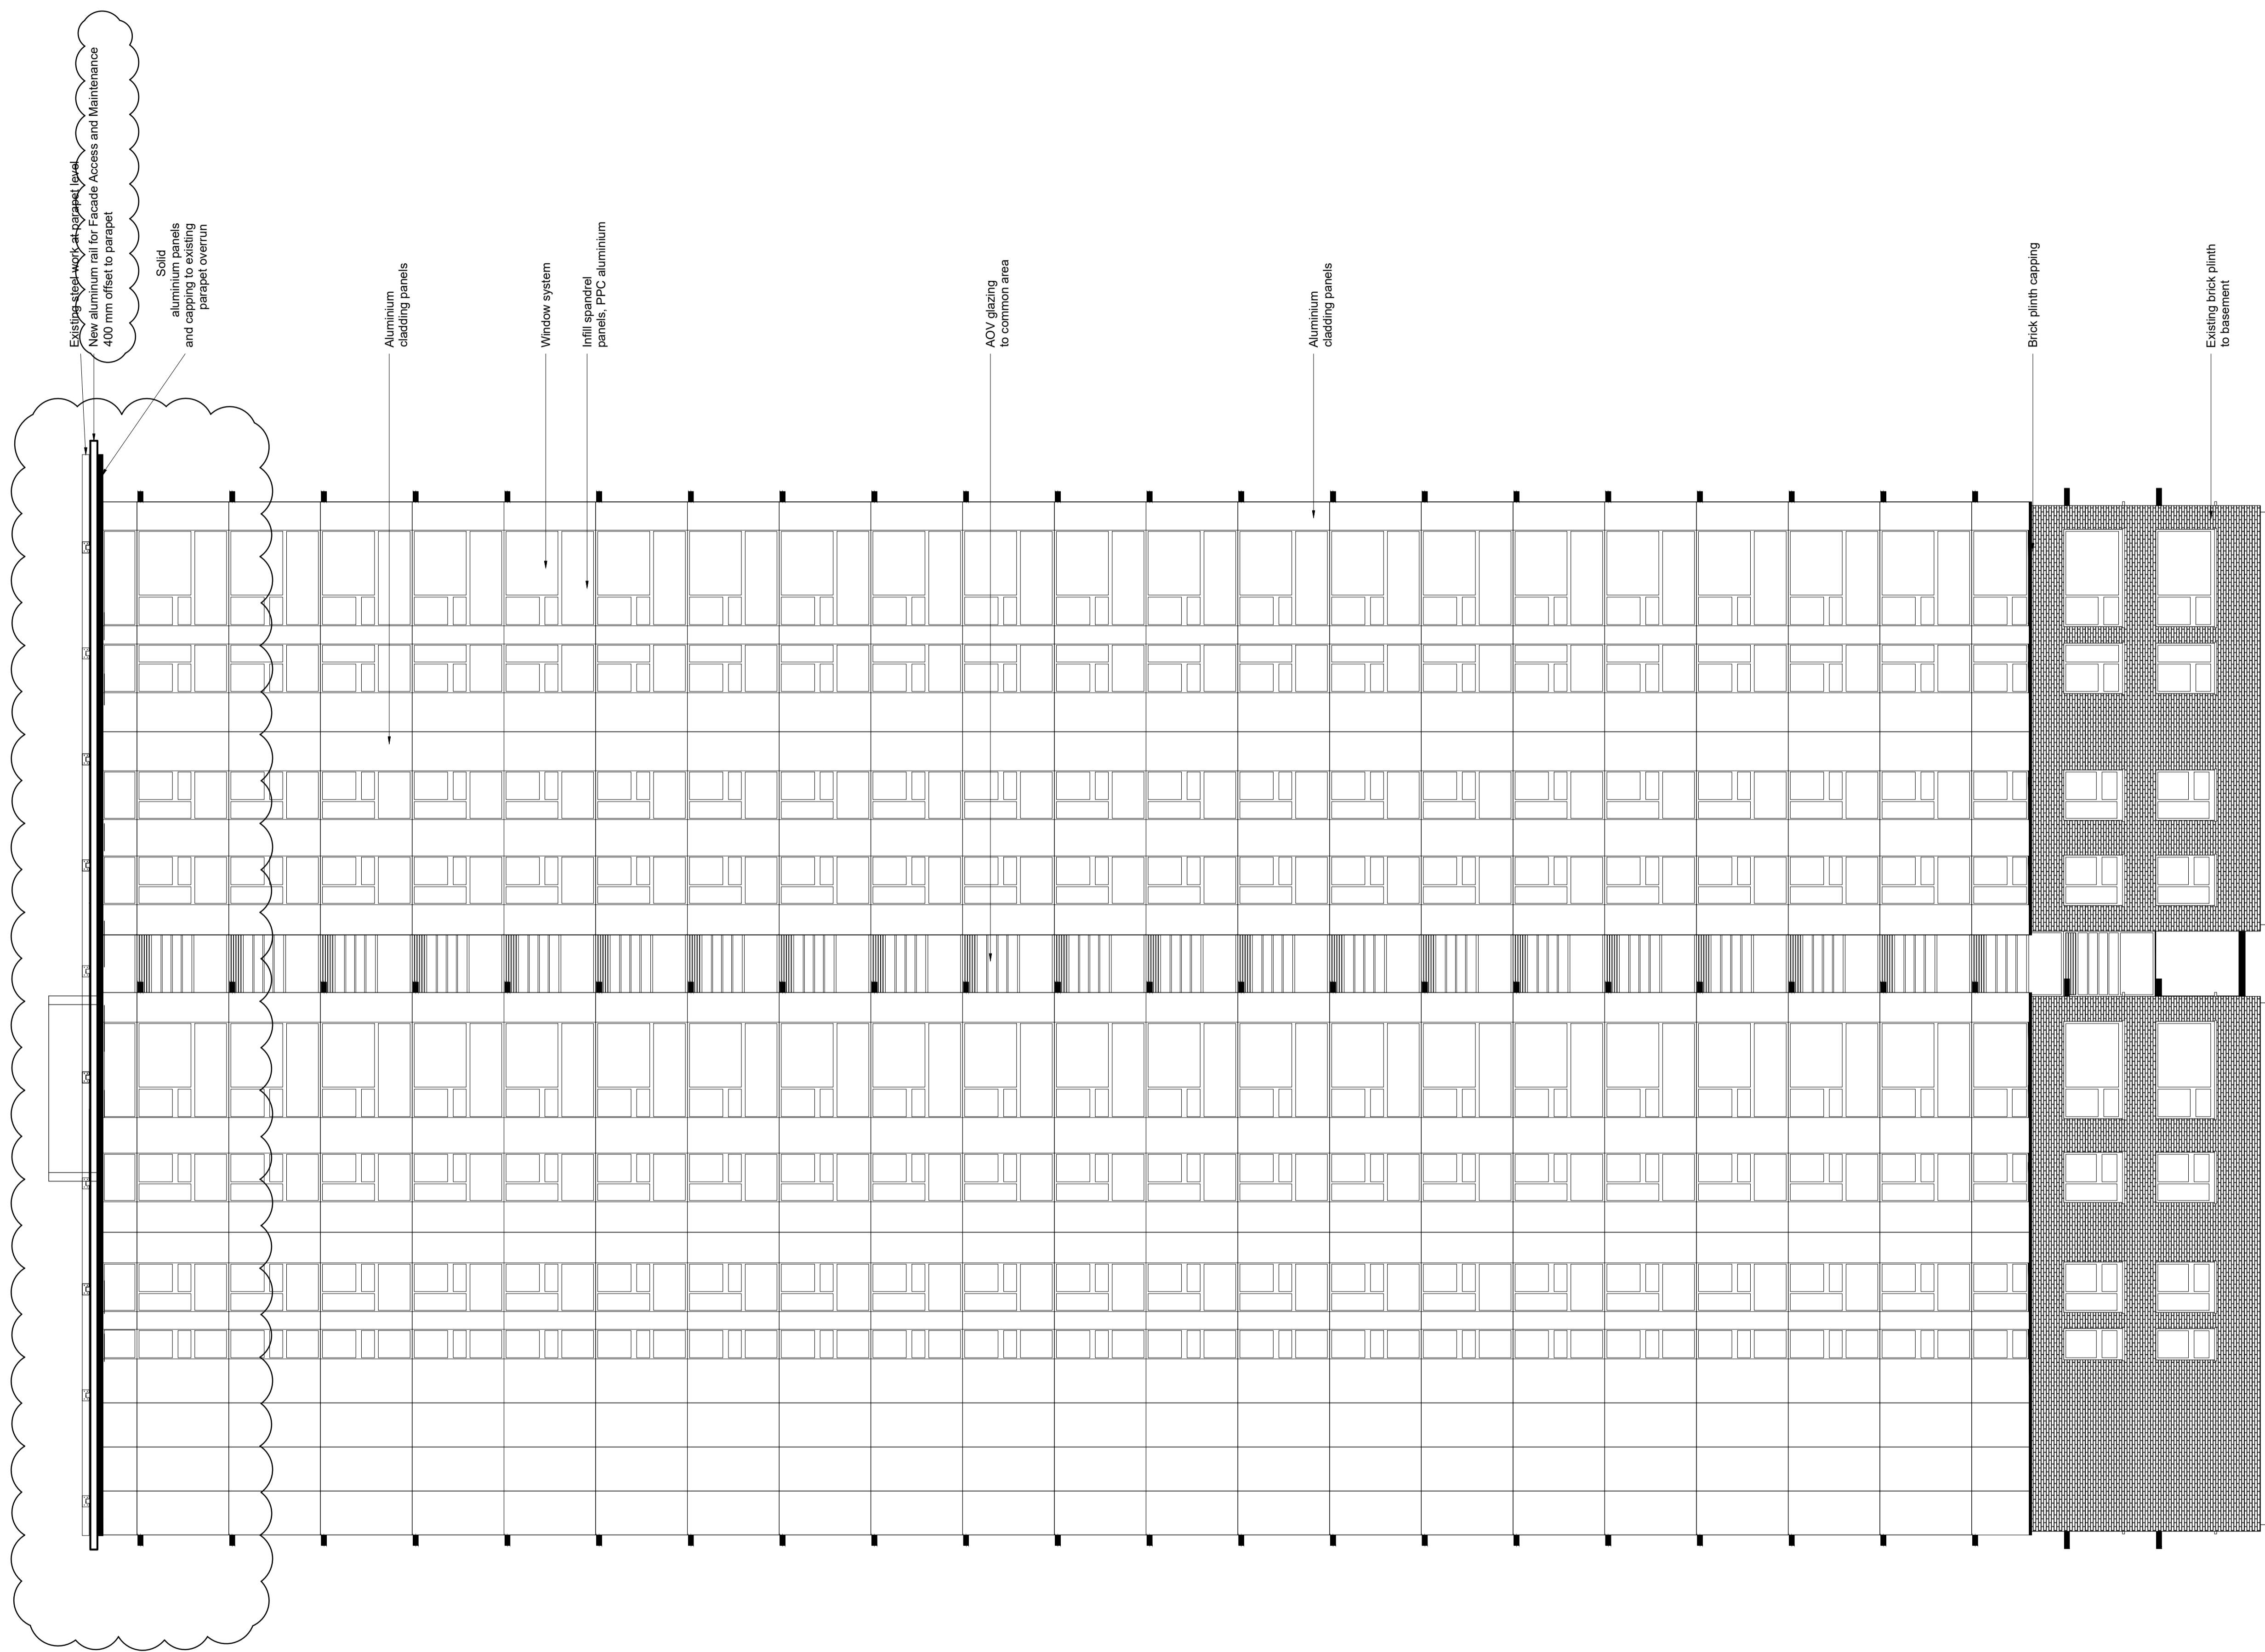 Existing steel work at parapet level
New aluminum rail for Facade Access and Maintenance
400 mm offset to parapet
Solid
aluminium panels
and capping to existing
parapet overrun
Aluminium
cladding panels
Window system
Infill spandrel
panels, PPC aluminium
AOV glazing
to common area
Aluminium
cladding panels
Brick plinth capping
Existing brick plinth
to basement